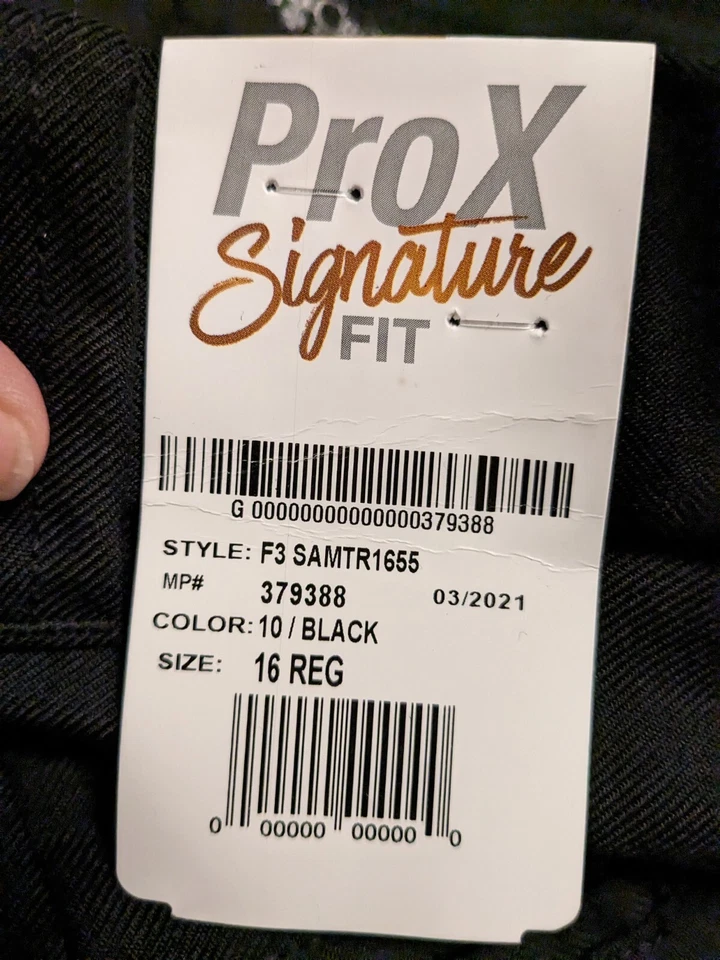 ProX
Signature
FIT
G 00000000000000379388
STYLE: F3 SAMTR1655
MP# 379388 03/2021
COLOR: 10 / BLACK
SIZE: 16 REG
0 00000 00000 0